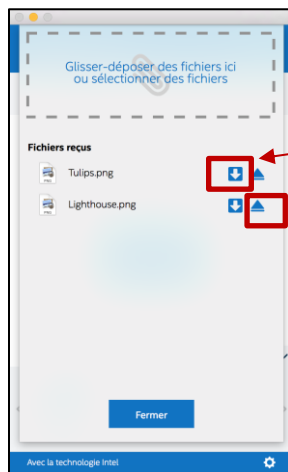 Glisser-déposer des fichiers ici
ou sélectionner des fichiers
Fichiers reçus
Tulips.png
Lighthouse.png
Fermer
Avec la technologie Intel